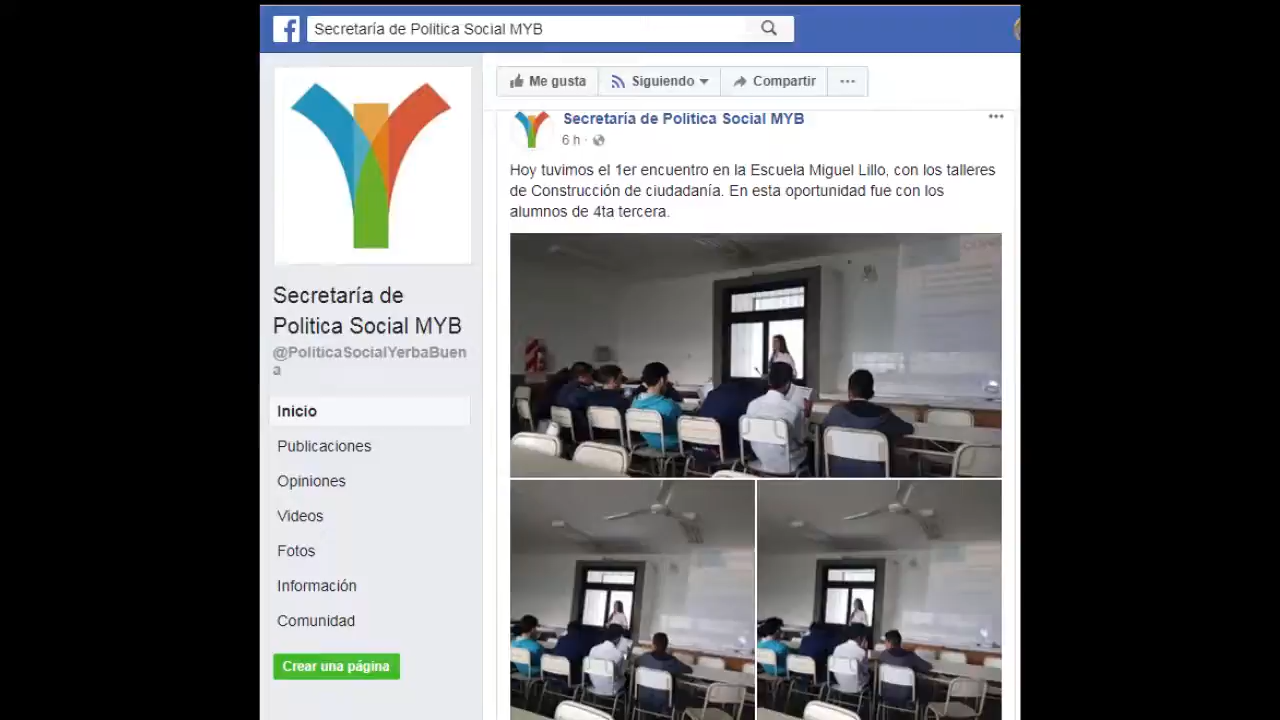 Secretaría de Politica Social MYB
Me gusta
Siguiendo
Compartir
Secretaría de Politica Social MYB
6 h
Hoy tuvimos el 1er encuentro en la Escuela Miguel Lillo, con los talleres
de Construcción de ciudadanía. En esta oportunidad fue con los
alumnos de 4ta tercera.
Secretaría de
Politica Social MYB
@PoliticaSocialYerbaBuen
a
Inicio
Publicaciones
Opiniones
Videos
Fotos
Información
Comunidad
Crear una página